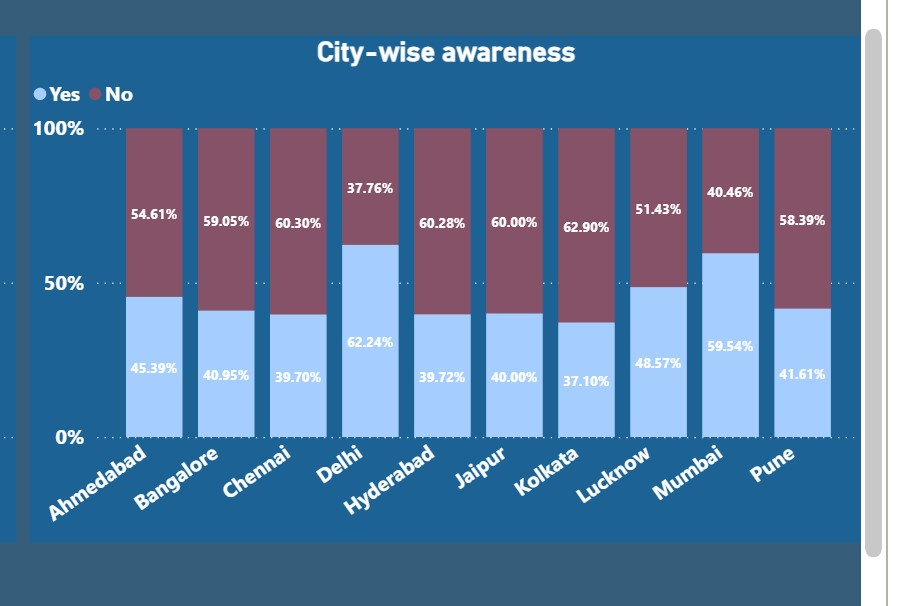 City-wise awareness
Yes No
100%
54.61% 59.05% 60.30% 37.76% 60.28% 60.00% 62.90% 51.43% 40.46% 58.39%
50%
45.39% 40.95% 39.70% 62.24% 39.72% 40.00% 37.10% 48.57% 59.54% 41.61%
0%
Ahmedabad Bangalore Chennai Delhi Hyderabad Jaipur Kolkata Lucknow Mumbai Pune